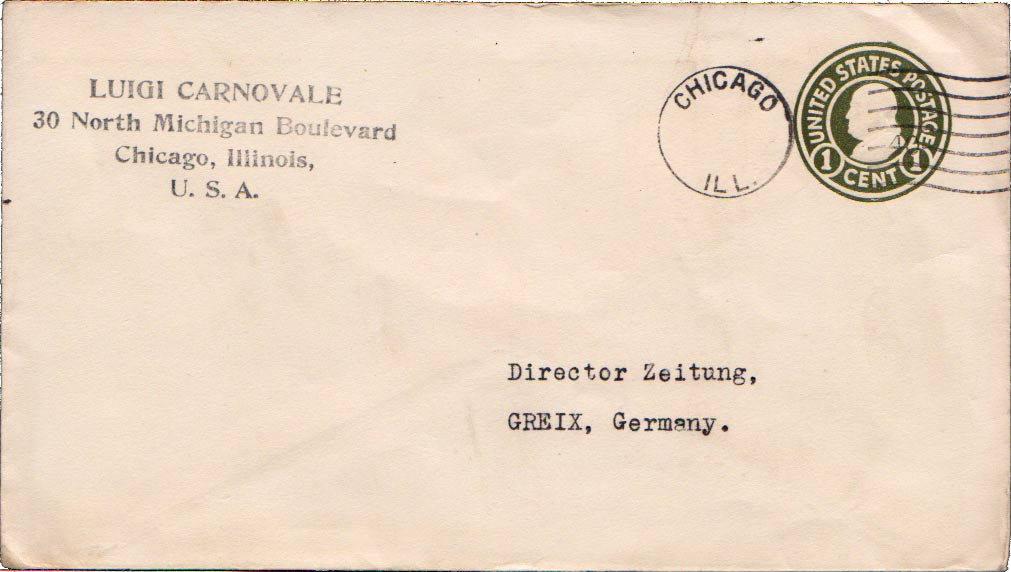 LUIGI CARNOVALE
30 North Michigan Boulevard
Chicago, Illinois,
U. S. A.
CHICAGO
ILL.
UNITED STATES POSTAGE
1 CENT 1
Director Zeitung,
GREIX, Germany.